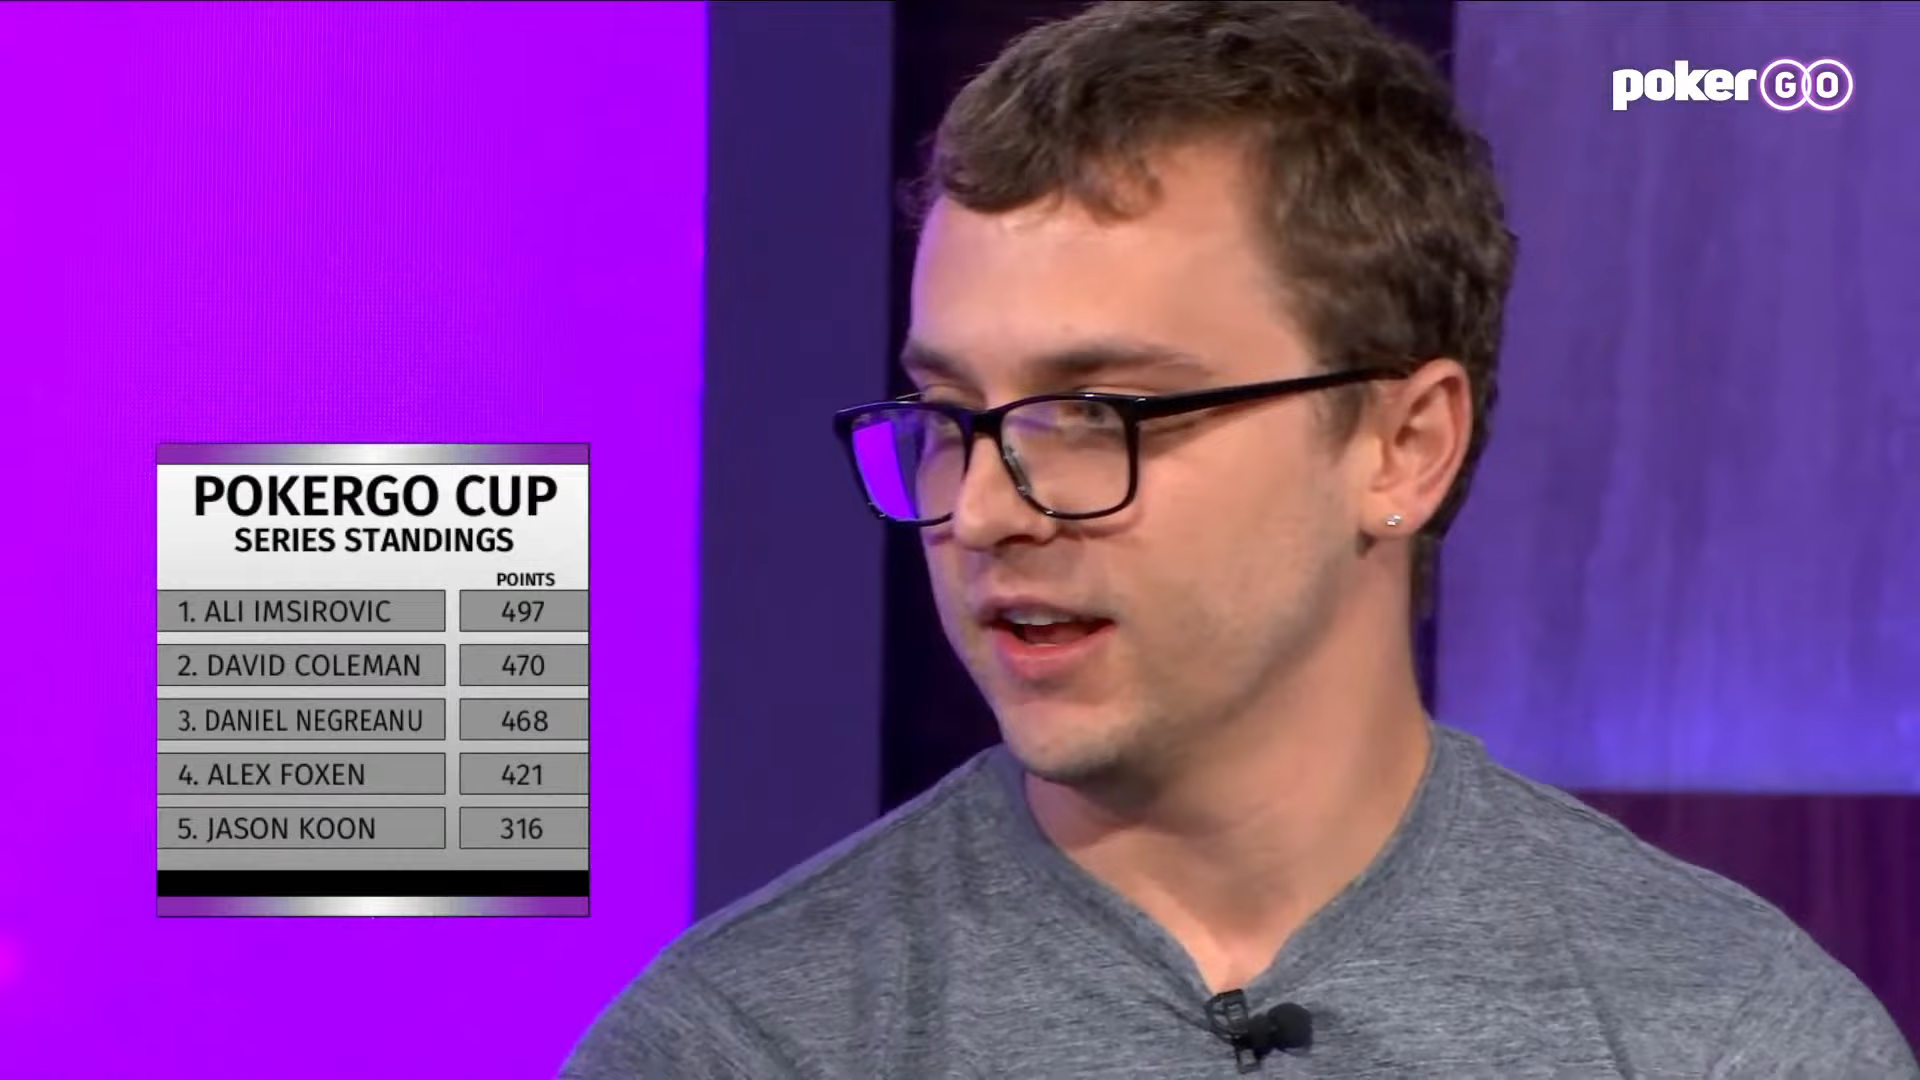 pokerGO
POKERGO CUP
SERIES STANDINGS
POINTS
1. ALI IMSIROVIC 497
2. DAVID COLEMAN 470
3. DANIEL NEGREANU 468
4. ALEX FOXEN 421
5. JASON KOON 316